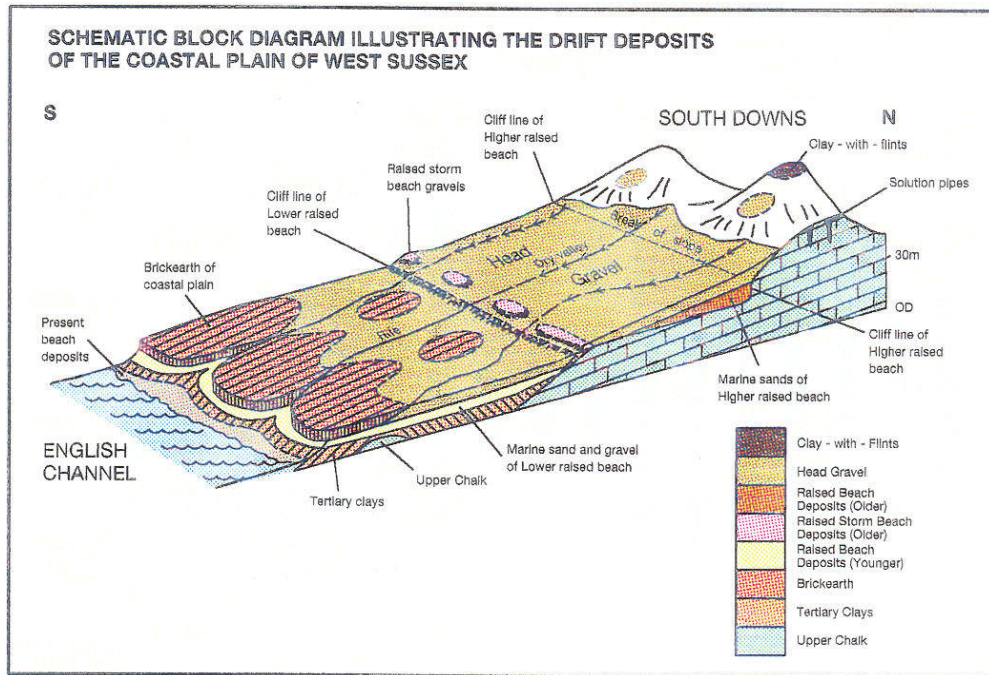 SCHEMATIC BLOCK DIAGRAM ILLUSTRATING THE DRIFT DEPOSITS
OF THE COASTAL PLAIN OF WEST SUSSEX
S
N
SOUTH DOWNS
Cliff line of
Higher raised
beach
Clay - with - flints
Raised storm
beach gravels
Solution pipes
Cliff line of
Lower raised
beach
Break of slope
Head
Dry valley
Gravel
30m
Brickearth of
coastal plain
OD
Rife
Present
beach
deposits
Cliff line of
Higher raised
beach
Marine sands of
Higher raised beach
ENGLISH
CHANNEL
Marine sand and gravel
of Lower raised beach
Upper Chalk
Tertiary clays
Clay - with - Flints
Head Gravel
Raised Beach
Deposits (Older)
Raised Storm Beach
Deposits (Older)
Raised Beach
Deposits (Younger)
Brickearth
Tertiary Clays
Upper Chalk